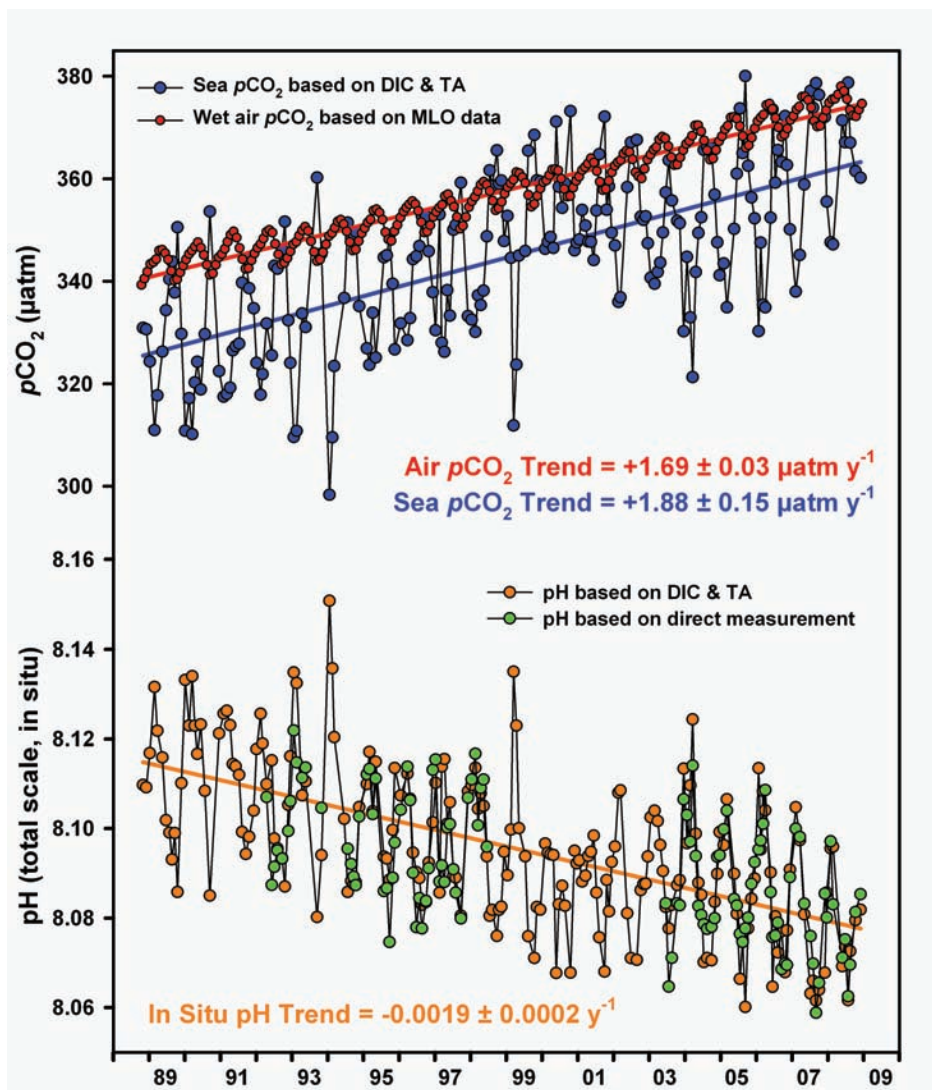 380
360
340
320
300
pCO₂ (µatm)
Sea pCO₂ based on DIC & TA
Wet air pCO₂ based on MLO data
Air pCO₂ Trend = +1.69 ± 0.03 µatm y⁻¹
Sea pCO₂ Trend = +1.88 ± 0.15 µatm y⁻¹
8.16
8.14
8.12
8.10
8.08
8.06
pH (total scale, in situ)
pH based on DIC & TA
pH based on direct measurement
In Situ pH Trend = -0.0019 ± 0.0002 y⁻¹
89 91 93 95 97 99 01 03 05 07 09